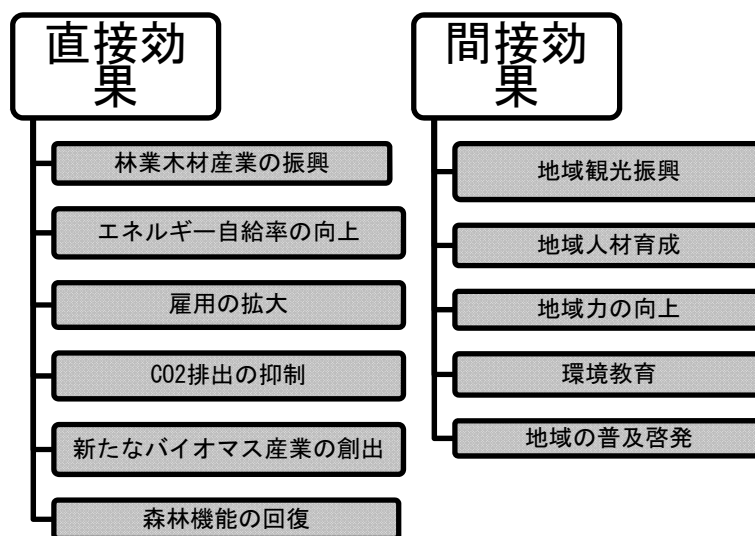 直接効
果
林業木材産業の振興
エネルギー自給率の向上
雇用の拡大
CO2排出の抑制
新たなバイオマス産業の創出
森林機能の回復
間接効
果
地域観光振興
地域人材育成
地域力の向上
環境教育
地域の普及啓発